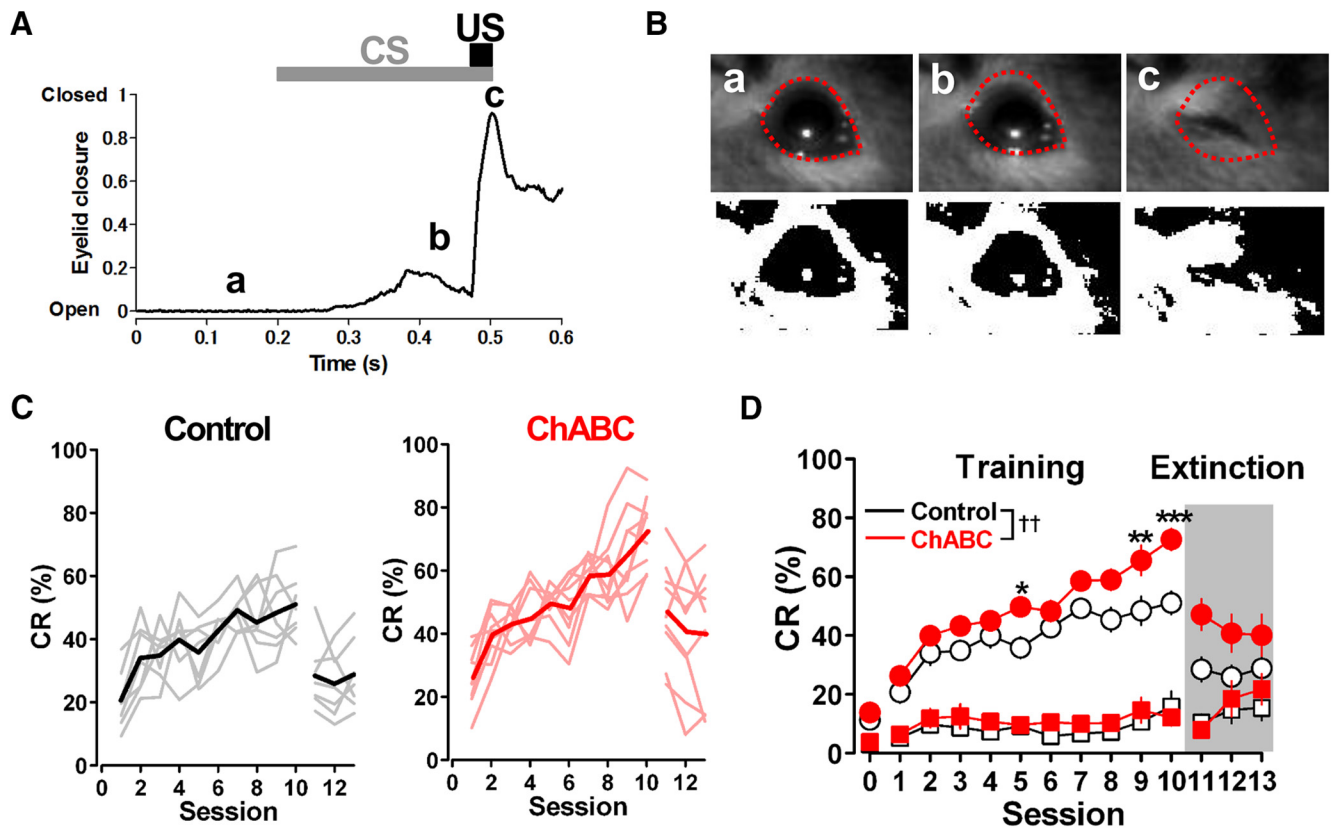 A
CS
US
Closed
Eyelid closure
Open
1
0.8
0.6
0.4
0.2
0
a
b
c
0 0.1 0.2 0.3 0.4 0.5 0.6
Time (s)
B
a
b
c
C
Control
CR (%)
100
80
60
40
20
0
0 2 4 6 8 10 12
Session
ChABC
CR (%)
100
80
60
40
20
0
0 2 4 6 8 10 12
Session
D
Training
Extinction
Control
ChABC
††
*
**
***
CR (%)
100
80
60
40
20
0
0 1 2 3 4 5 6 7 8 9 10 11 12 13
Session